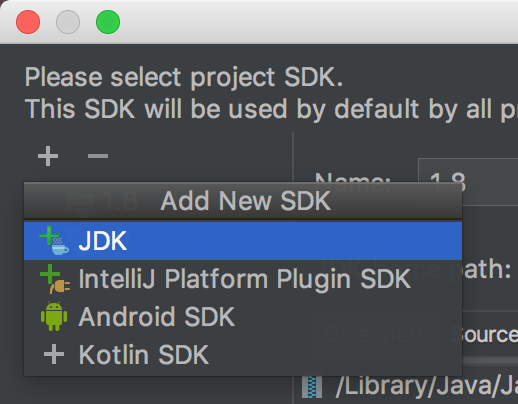 Please select project SDK.
This SDK will be used by default by all
Name: 1.8
Add New SDK
JDK
IntelliJ Platform Plugin SDK
path:
Android SDK
Kotlin SDK
Source
/Library/Java/Ja